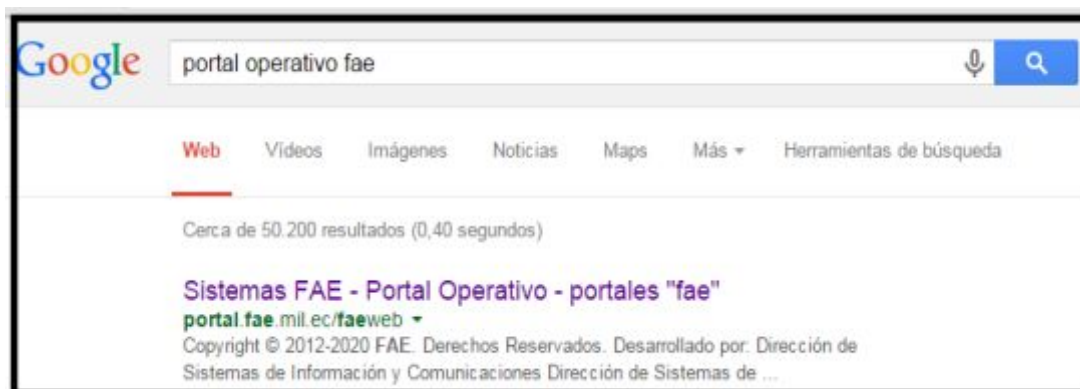 Google portal operativo fae
Web Vídeos Imágenes Noticias Maps Más Herramientas de búsqueda
Cerca de 50.200 resultados (0,40 segundos)
Sistemas FAE - Portal Operativo - portales "fae"
portal.fae.mil.ec/faeweb
Copyright © 2012-2020 FAE. Derechos Reservados. Desarrollado por: Dirección de
Sistemas de Información y Comunicaciones Dirección de Sistemas de ...